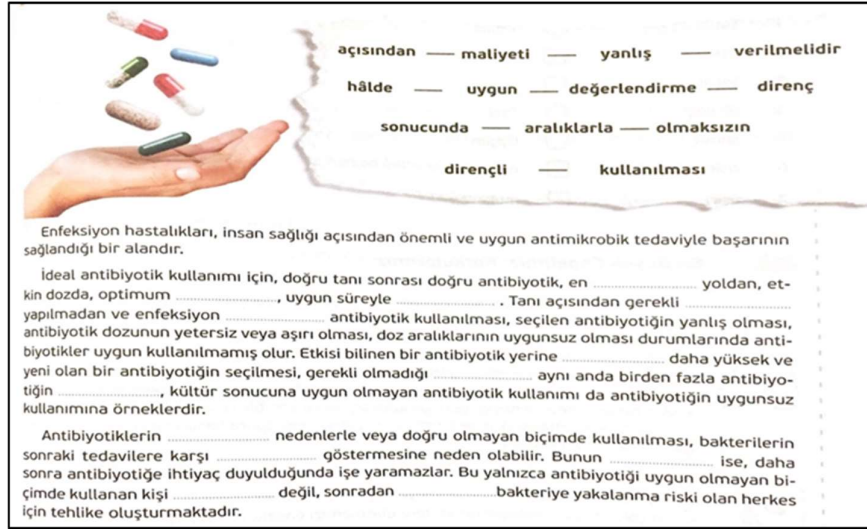 açısından — maliyeti — yanlış — verilmelidir
hâlde — uygun — değerlendirme — direnç
sonucunda — aralıklarla — olmaksızın
dirençli — kullanılması
Enfeksiyon hastalıkları, insan sağlığı açısından önemli ve uygun antimikrobik tedaviyle başarının
sağlandığı bir alandır.
İdeal antibiyotik kullanımı için, doğru tanı sonrası doğru antibiyotik, en .................... yoldan, et-
kin dozda, optimum ...................., uygun süreyle .................... . Tanı açısından gerekli ....................
yapılmadan ve enfeksiyon .................... antibiyotik kullanılması, seçilen antibiyotiğin yanlış olması,
antibiyotik dozunun yetersiz veya aşırı olması, doz aralıklarının uygunsuz olması durumlarında anti-
biyotikler uygun kullanılmamış olur. Etkisi bilinen bir antibiyotik yerine .................... daha yüksek ve
yeni olan bir antibiyotiğin seçilmesi, gerekli olmadığı .................... aynı anda birden fazla antibiyo-
tiğin ...................., kültür sonucuna uygun olmayan antibiyotik kullanımı da antibiyotiğin uygunsuz
kullanımına örneklerdir.
Antibiyotiklerin .................... nedenlerle veya doğru olmayan biçimde kullanılması, bakterilerin
sonraki tedavilere karşı .................... göstermesine neden olabilir. Bunun .................... ise, daha
sonra antibiyotiğe ihtiyaç duyulduğunda işe yaramazlar. Bu yalnızca antibiyotiği uygun olmayan bi-
çimde kullanan kişi .................... değil, sonradan ....................bakteriye yakalanma riski olan herkes
için tehlike oluşturmaktadır.